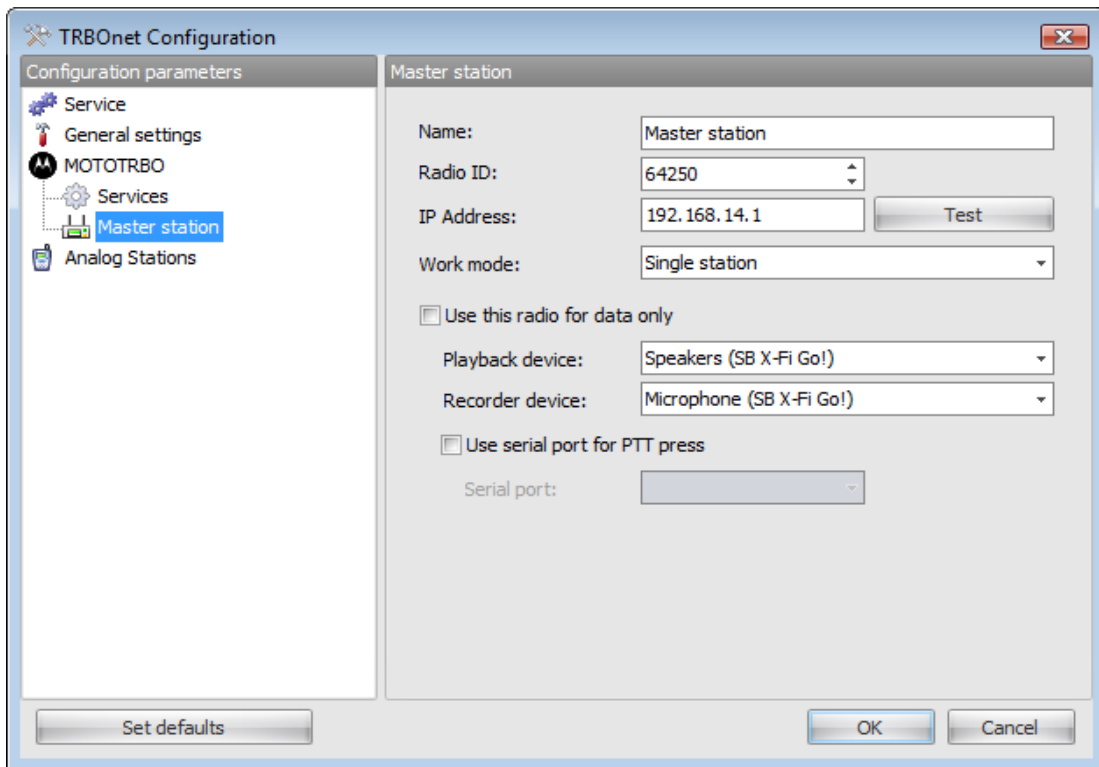 TRBOnet Configuration
Configuration parameters
Service
General settings
MOTOTRBO
Services
Master station
Analog Stations
Master station
Name: Master station
Radio ID: 64250
IP Address: 192.168.14.1 Test
Work mode: Single station
Use this radio for data only
Playback device: Speakers (SB X-Fi Go!)
Recorder device: Microphone (SB X-Fi Go!)
Use serial port for PTT press
Serial port:
Set defaults OK Cancel